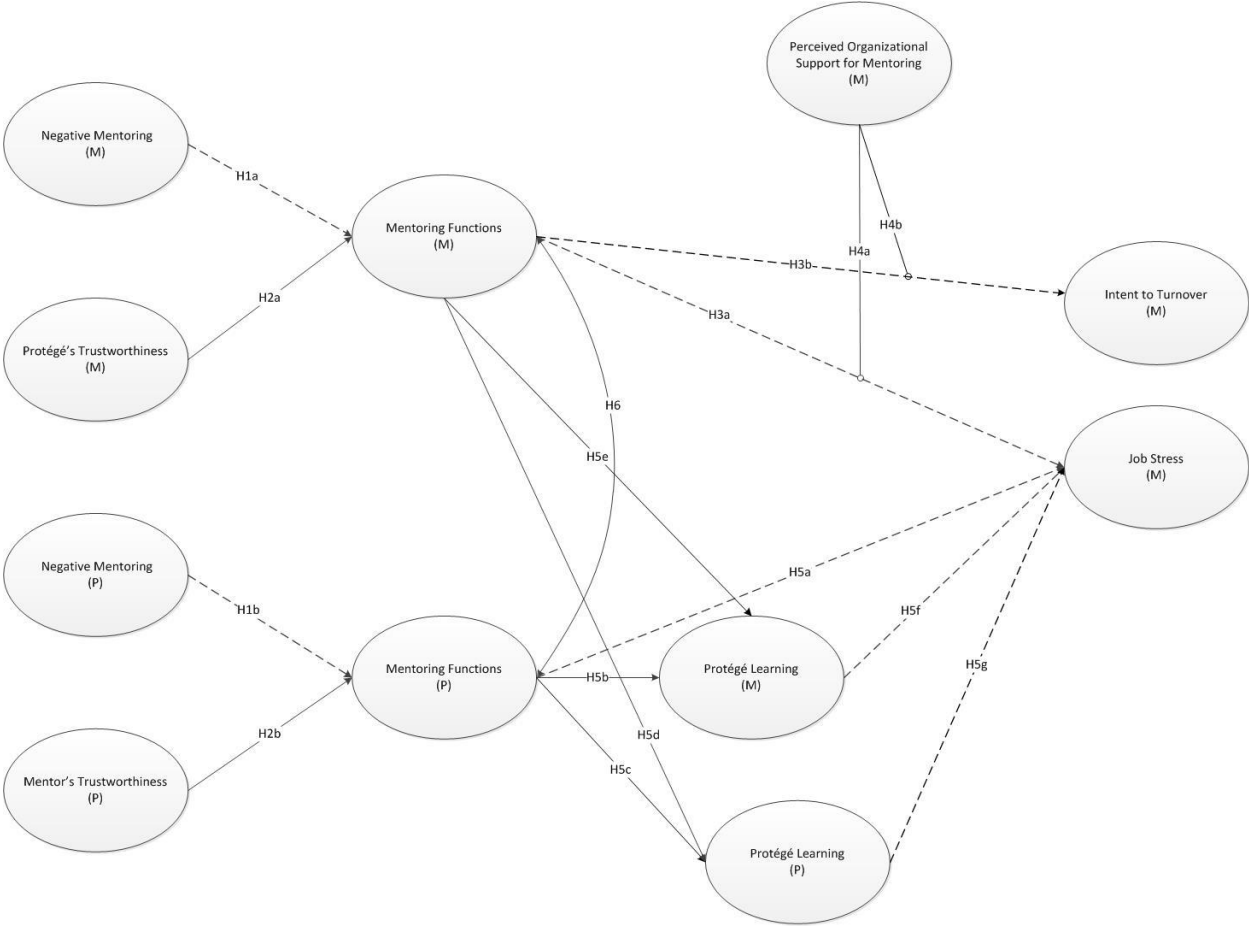 Perceived Organizational
Support for Mentoring
(M)
Negative Mentoring
(M)
H1a
Mentoring Functions
(M)
H4b
H4a
H3b
Intent to Turnover
(M)
H2a
H3a
Protégé’s Trustworthiness
(M)
H6
H5e
Job Stress
(M)
Negative Mentoring
(P)
H1b
H5a
H5f
Mentoring Functions
(P)
H5b
Protégé Learning
(M)
H5g
H2b
H5d
H5c
Mentor’s Trustworthiness
(P)
Protégé Learning
(P)